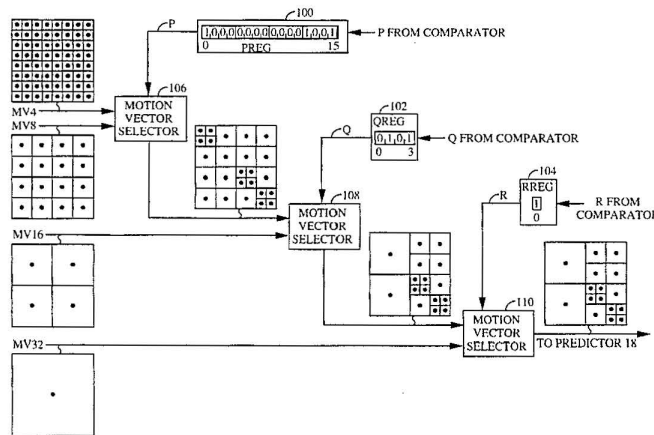 100
P
1,0,0,0,0,0,0,0,0,0,0,0,1,0,0,1
P FROM COMPARATOR
0 PREG 15
106
MV4
MV8
MOTION
VECTOR
SELECTOR
102
QREG
0,1,0,1
0 3
Q
Q FROM COMPARATOR
104
RREG
1
0
R
R FROM
COMPARATOR
108
MOTION
VECTOR
SELECTOR
MV16
110
MOTION
VECTOR
SELECTOR
TO PREDICTOR 18
MV32